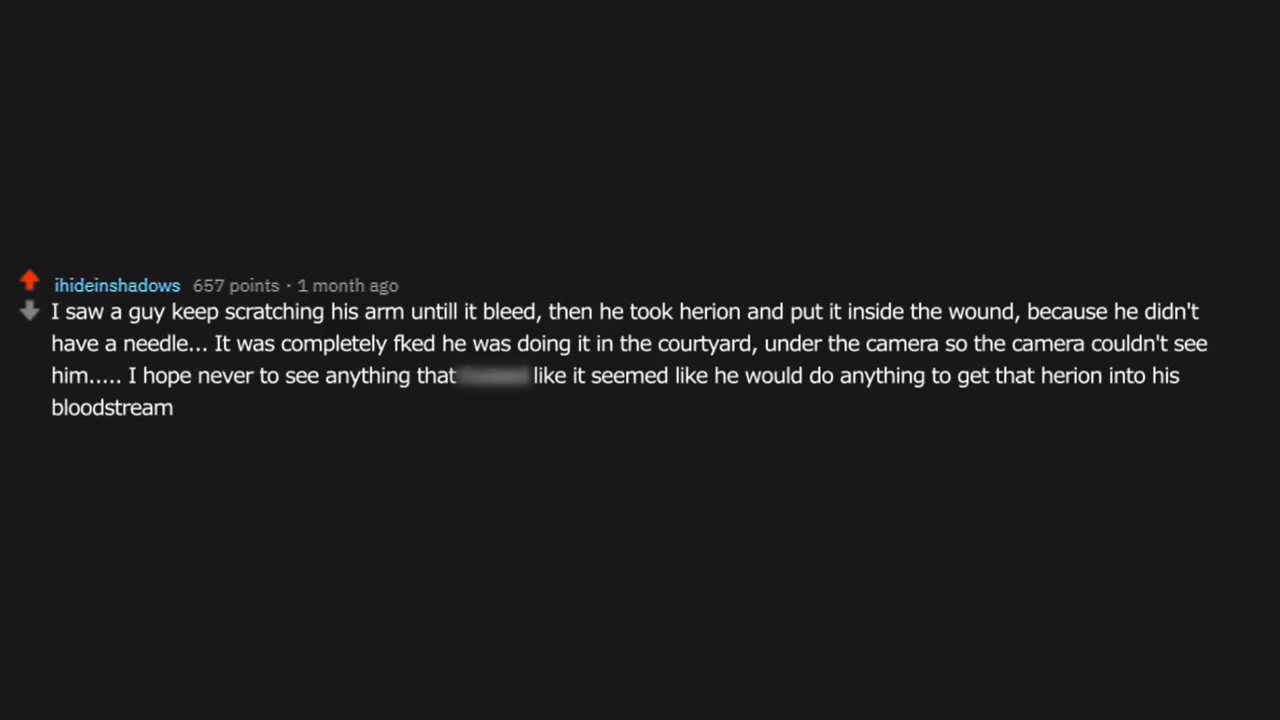 ihideinshadows 657 points · 1 month ago
I saw a guy keep scratching his arm untill it bleed, then he took herion and put it inside the wound, because he didn't
have a needle... It was completely fked he was doing it in the courtyard, under the camera so the camera couldn't see
him..... I hope never to see anything that like it seemed like he would do anything to get that herion into his
bloodstream